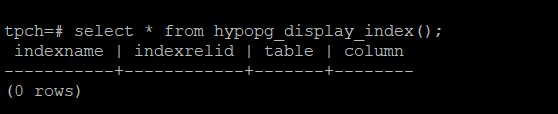 tpch=# select * from hypopg_display_index();
 indexname | indexrelid | table | column
-----------+------------+-------+--------
(0 rows)